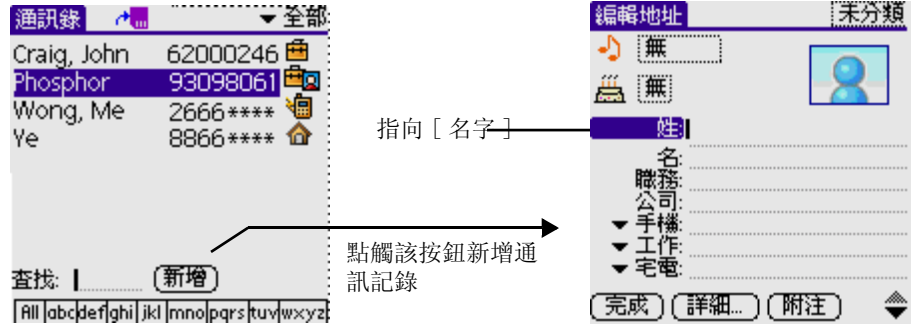 通訊錄 全部
Craig, John 62000246
Phosphor 93098061
Wong, Me 2666****
Ye 8866****
查找: 新增
All abc def ghi jkl mno pqrs tuv wxyz
指向 [ 名字 ]
點觸該按鈕新增通
訊記錄
編輯地址 未分類
無
無
姓:
名:
職務:
公司:
手機:
工作:
宅電:
完成 詳細... 附注